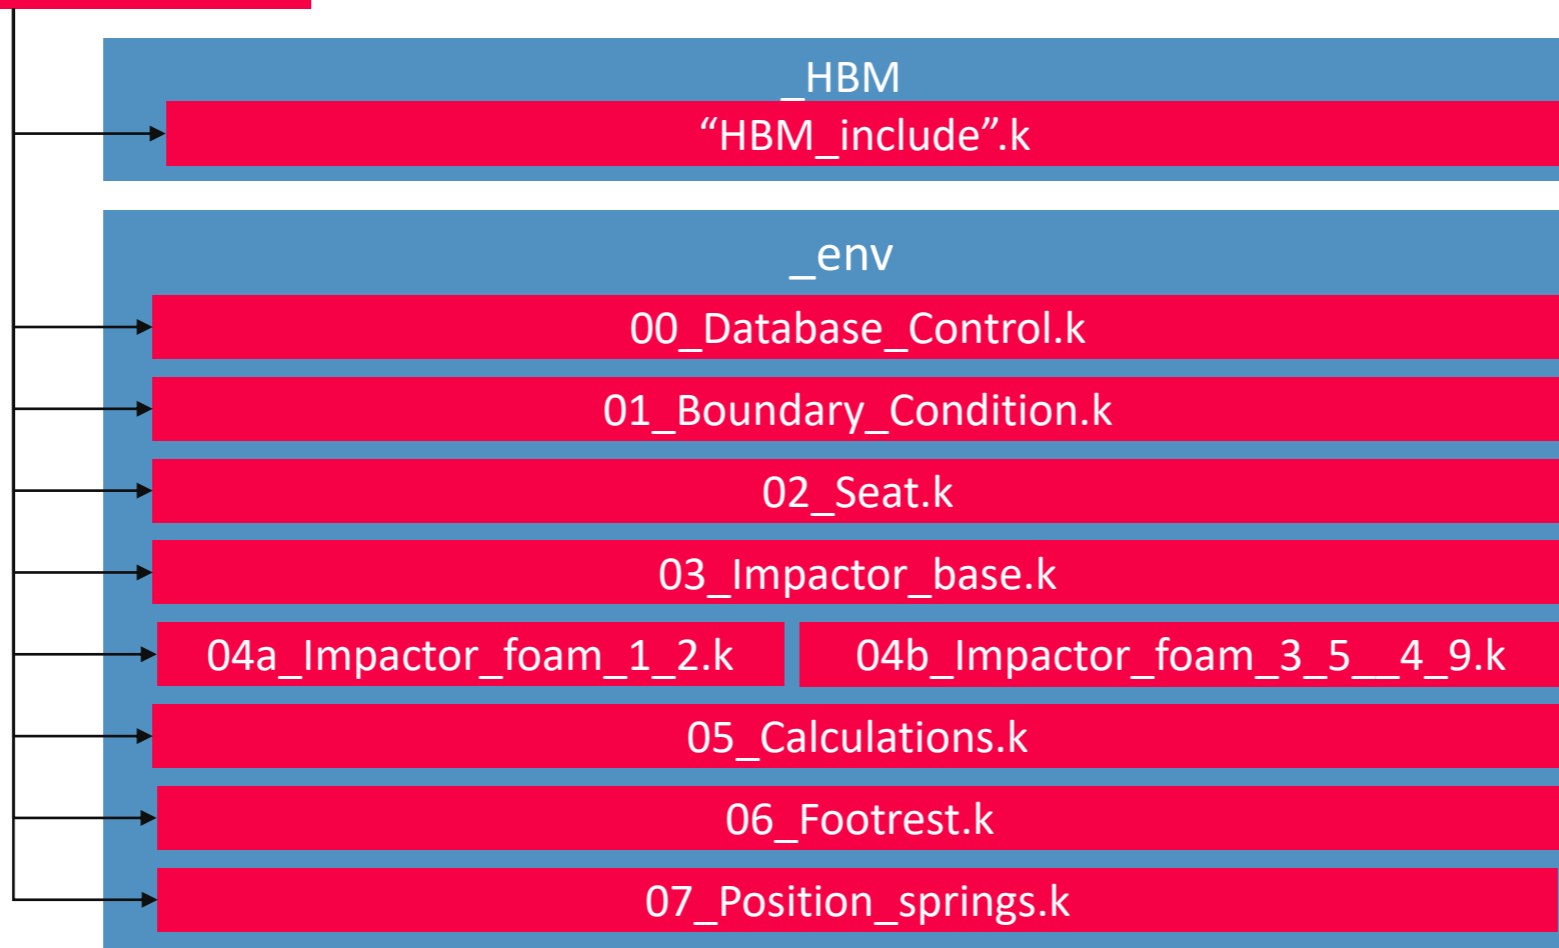 _HBM
“HBM_include”.k
_env
00_Database_Control.k
01_Boundary_Condition.k
02_Seat.k
03_Impactor_base.k
04a_Impactor_foam_1_2.k 04b_Impactor_foam_3_5__4_9.k
05_Calculations.k
06_Footrest.k
07_Position_springs.k